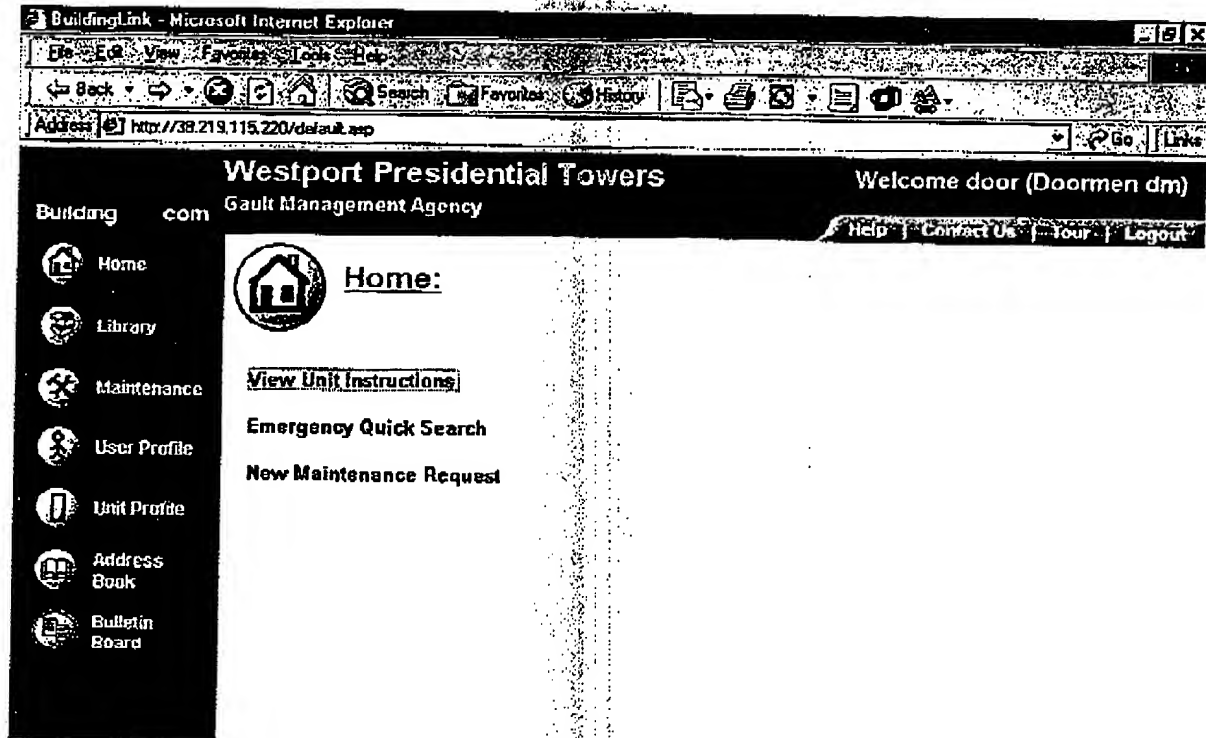 BuildingLink - Microsoft Internet Explorer
File Edit View Favorites Tools Help
Back Search Favorites History
Address http://38.219.115.220/default.asp Go Links
Westport Presidential Towers
Welcome door (Doormen dm)
Gault Management Agency
Building com
Help | Contact Us | Tour | Logout
Home
Home:
Library
View Unit Instructions
Maintenance
Emergency Quick Search
User Profile
New Maintenance Request
Unit Profile
Address
Book
Bulletin
Board